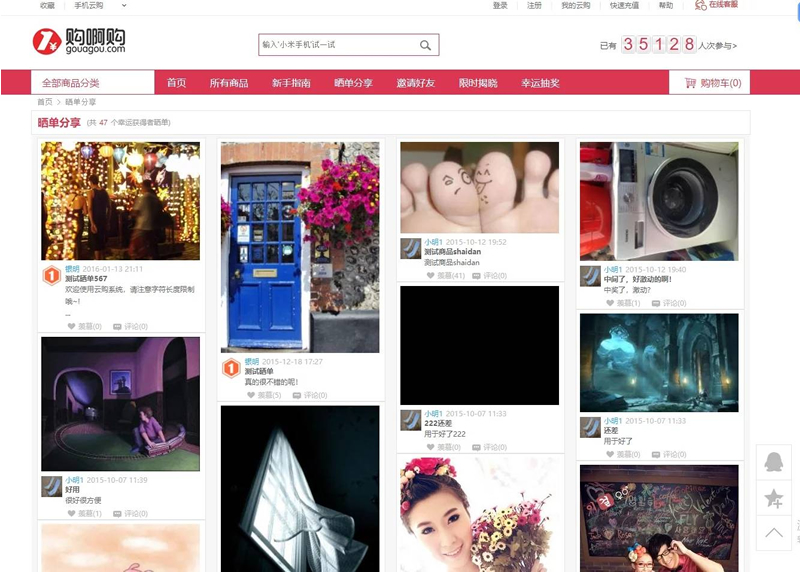 收藏 手机云购 登录 注册 我的云购 快速充值 帮助 在线客服
购啊购
gouagou.com
输入'小米手机'试一试
已有 35128 人次参与>
全部商品分类 首页 所有商品 新手指南 晒单分享 邀请好友 限时揭晓 幸运抽奖 购物车(0)
首页 > 晒单分享
晒单分享 (共 47 个幸运获得者晒单)
银明 2016-01-13 21:11
测试晒单567
欢迎使用云购系统，请注意字符长度限制
哦~!
...
羡慕(0) 评论(0)
小明1 2015-10-07 11:39
好用
很好很方便
羡慕(1) 评论(0)
银明 2015-12-18 17:27
测试晒单
真的很不错的呢!
羡慕(5) 评论(0)
小明1 2015-10-12 19:52
测试商品shaidan
测试商品shaidan
羡慕(41) 评论(0)
小明1 2015-10-07 11:33
222还差
用于好了222
羡慕(0) 评论(0)
小明1 2015-10-12 19:40
中间了，好激动的啊!
中奖了，激动?
羡慕(1) 评论(0)
小明1 2015-10-07 11:33
还差
用于好了
羡慕(0) 评论(0)